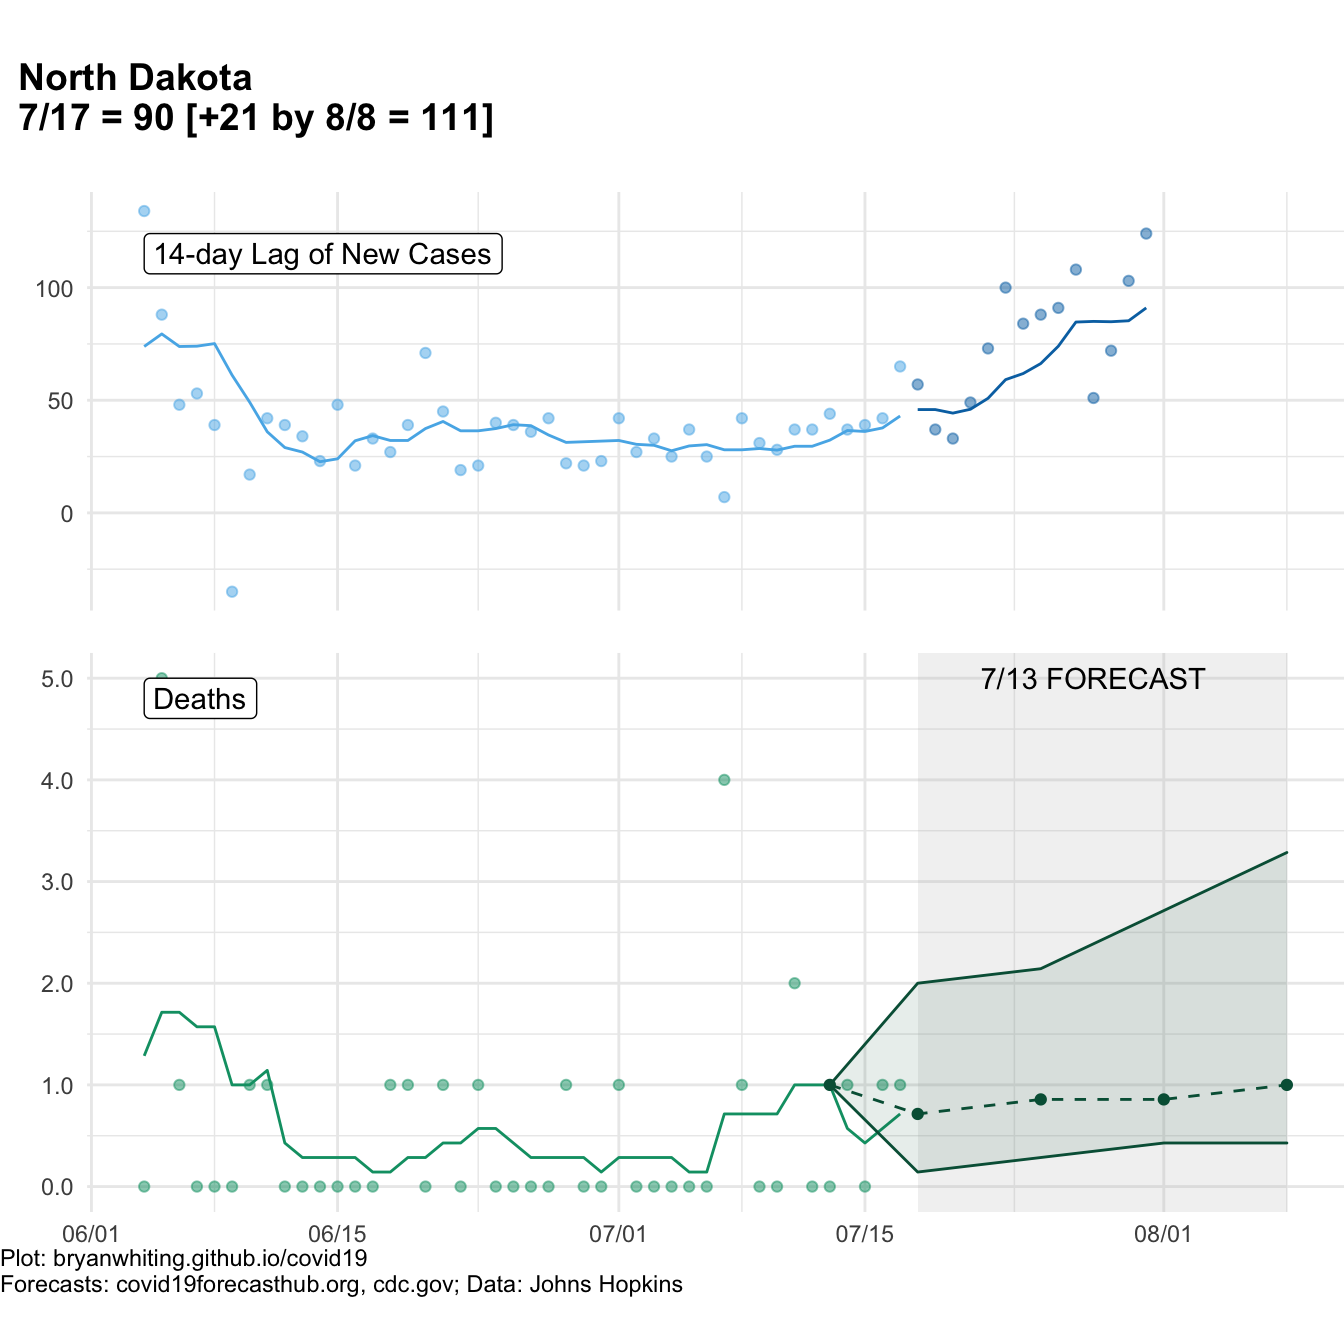 North Dakota
7/17 = 90 [+21 by 8/8 = 111]
14-day Lag of New Cases
100
50
0
5.0
7/13 FORECAST
Deaths
4.0
3.0
2.0
1.0
0.0
06/01 06/15 07/01 07/15 08/01
Plot: bryanwhiting.github.io/covid19
Forecasts: covid19forecasthub.org, cdc.gov; Data: Johns Hopkins